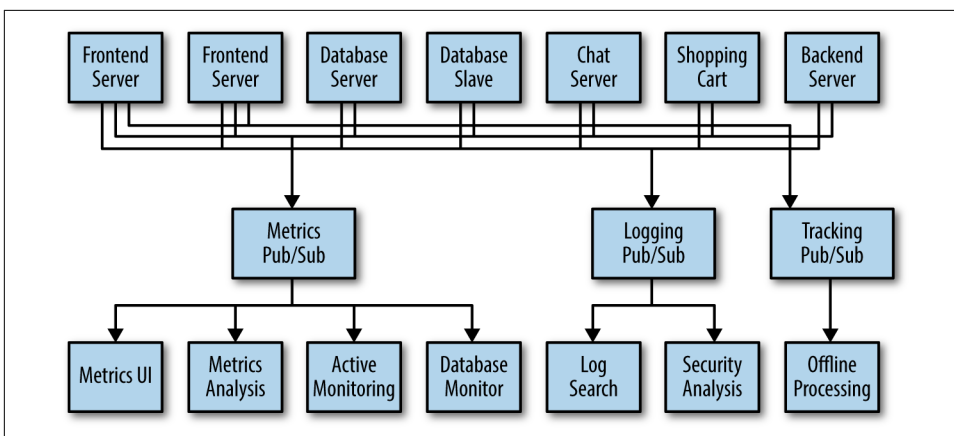 Frontend
Server
Frontend
Server
Database
Server
Database
Slave
Chat
Server
Shopping
Cart
Backend
Server
Metrics
Pub/Sub
Logging
Pub/Sub
Tracking
Pub/Sub
Metrics UI
Metrics
Analysis
Active
Monitoring
Database
Monitor
Log
Search
Security
Analysis
Offline
Processing